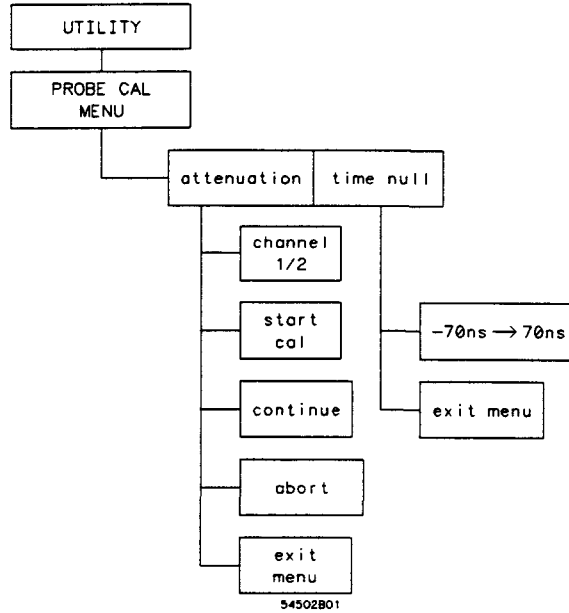 UTILITY
PROBE CAL
MENU
attenuation
time null
channel
1/2
start
cal
-70ns → 70ns
continue
exit menu
abort
exit
menu
54502B01